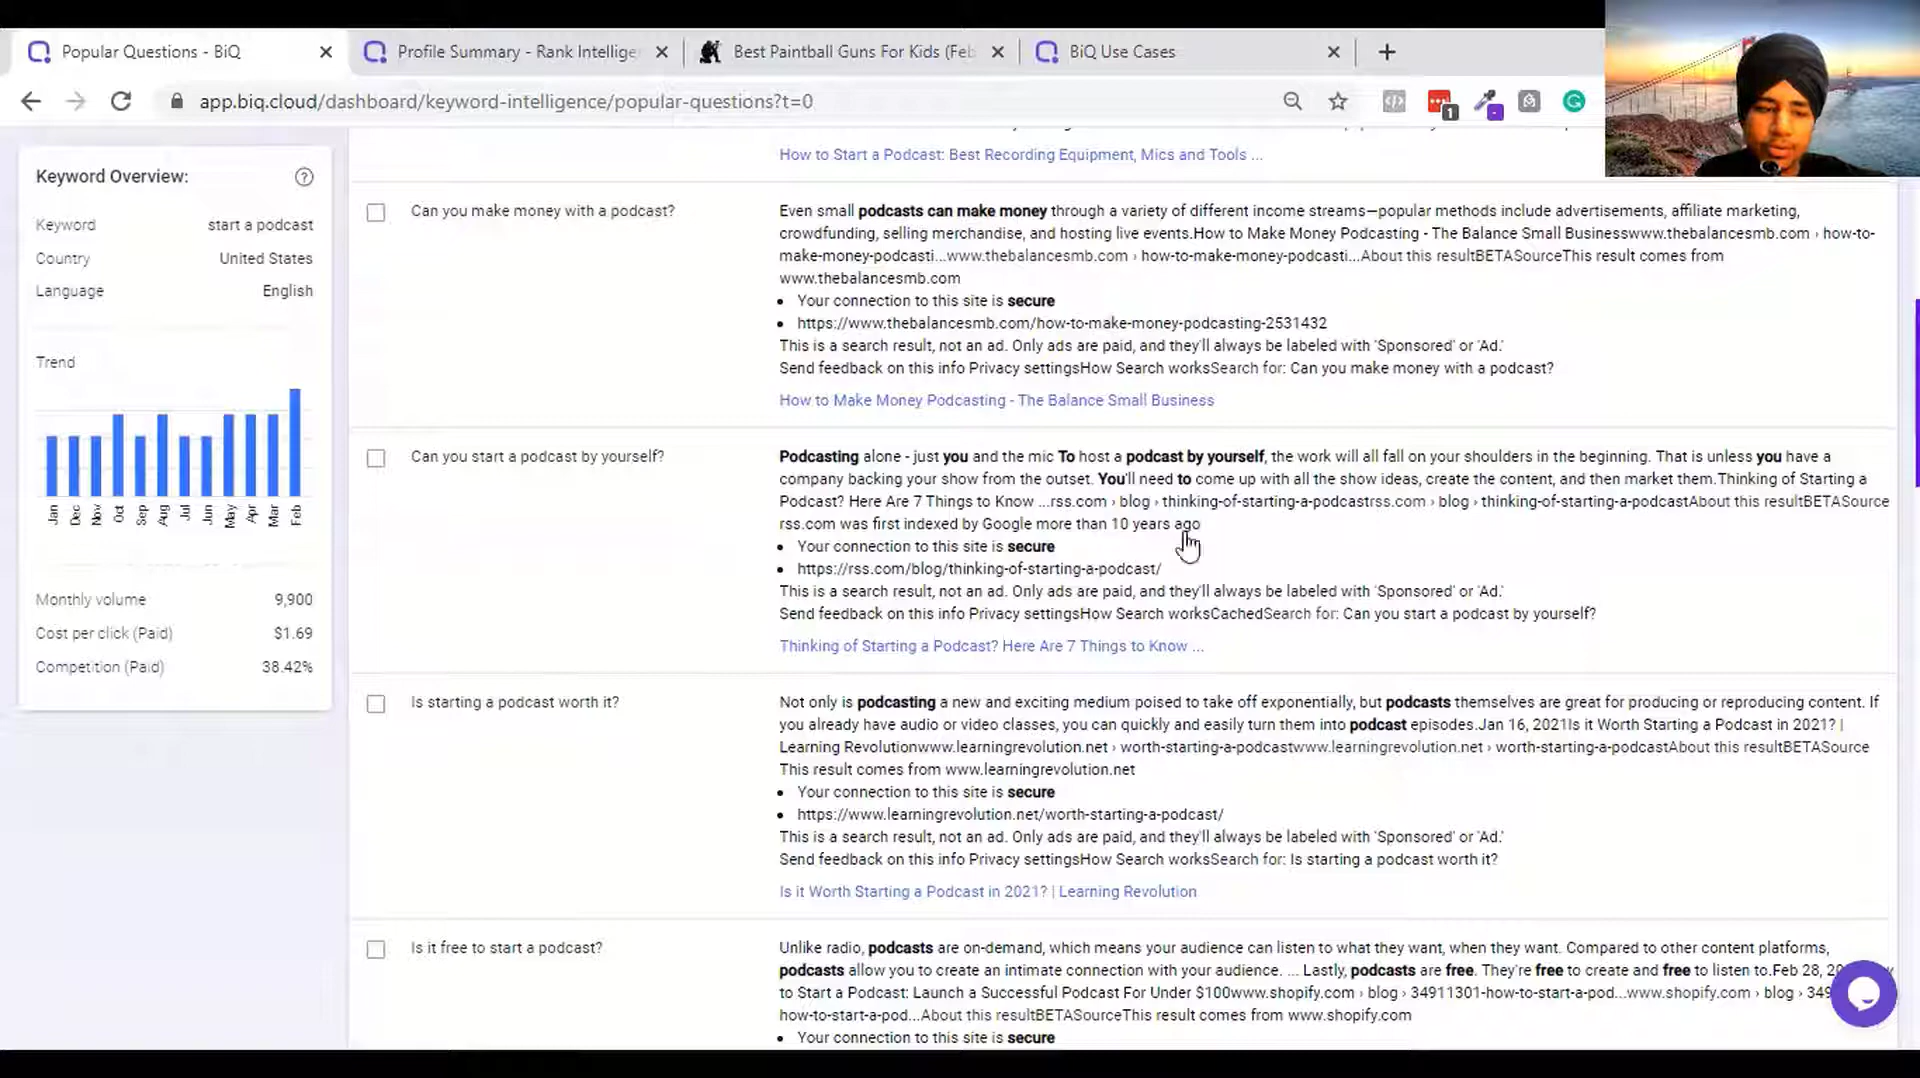 Popular Questions - BiQ
Profile Summary - Rank Intellige
Best Paintball Guns For Kids (Feb
BiQ Use Cases
app.biq.cloud/dashboard/keyword-intelligence/popular-questions?t=0
1
How to Start a Podcast: Best Recording Equipment, Mics and Tools ...
Keyword Overview:
Keyword start a podcast
Country United States
Language English
Trend
Jan Dec Nov Oct Sep Aug Jul Jun May Apr Mar Feb
Monthly volume 9,900
Cost per click (Paid) $1.69
Competition (Paid) 38.42%
Can you make money with a podcast?
Even small podcasts can make money through a variety of different income streams—popular methods include advertisements, affiliate marketing,
crowdfunding, selling merchandise, and hosting live events.How to Make Money Podcasting - The Balance Small Businesswww.thebalancesmb.com › how-to-
make-money-podcasti...www.thebalancesmb.com › how-to-make-money-podcasti...About this resultBETASourceThis result comes from
www.thebalancesmb.com
• Your connection to this site is secure
• https://www.thebalancesmb.com/how-to-make-money-podcasting-2531432
This is a search result, not an ad. Only ads are paid, and they'll always be labeled with 'Sponsored' or 'Ad.'
Send feedback on this info Privacy settingsHow Search worksSearch for: Can you make money with a podcast?
How to Make Money Podcasting - The Balance Small Business
Can you start a podcast by yourself?
Podcasting alone - just you and the mic To host a podcast by yourself, the work will all fall on your shoulders in the beginning. That is unless you have a
company backing your show from the outset. You'll need to come up with all the show ideas, create the content, and then market them.Thinking of Starting a
Podcast? Here Are 7 Things to Know ...rss.com › blog › thinking-of-starting-a-podcastrss.com › blog › thinking-of-starting-a-podcastAbout this resultBETASource
rss.com was first indexed by Google more than 10 years ago
• Your connection to this site is secure
• https://rss.com/blog/thinking-of-starting-a-podcast/
This is a search result, not an ad. Only ads are paid, and they'll always be labeled with 'Sponsored' or 'Ad.'
Send feedback on this info Privacy settingsHow Search worksCachedSearch for: Can you start a podcast by yourself?
Thinking of Starting a Podcast? Here Are 7 Things to Know ...
Is starting a podcast worth it?
Not only is podcasting a new and exciting medium poised to take off exponentially, but podcasts themselves are great for producing or reproducing content. If
you already have audio or video classes, you can quickly and easily turn them into podcast episodes.Jan 16, 2021Is it Worth Starting a Podcast in 2021? |
Learning Revolutionwww.learningrevolution.net › worth-starting-a-podcastwww.learningrevolution.net › worth-starting-a-podcastAbout this resultBETASource
This result comes from www.learningrevolution.net
• Your connection to this site is secure
• https://www.learningrevolution.net/worth-starting-a-podcast/
This is a search result, not an ad. Only ads are paid, and they'll always be labeled with 'Sponsored' or 'Ad.'
Send feedback on this info Privacy settingsHow Search worksSearch for: Is starting a podcast worth it?
Is it Worth Starting a Podcast in 2021? | Learning Revolution
Is it free to start a podcast?
Unlike radio, podcasts are on-demand, which means your audience can listen to what they want, when they want. Compared to other content platforms,
podcasts allow you to create an intimate connection with your audience. ... Lastly, podcasts are free. They're free to create and free to listen to.Feb 28,
to Start a Podcast: Launch a Successful Podcast For Under $100www.shopify.com › blog › 34911301-how-to-start-a-pod...www.shopify.com › blog ›
how-to-start-a-pod...About this resultBETASourceThis result comes from www.shopify.com
• Your connection to this site is secure